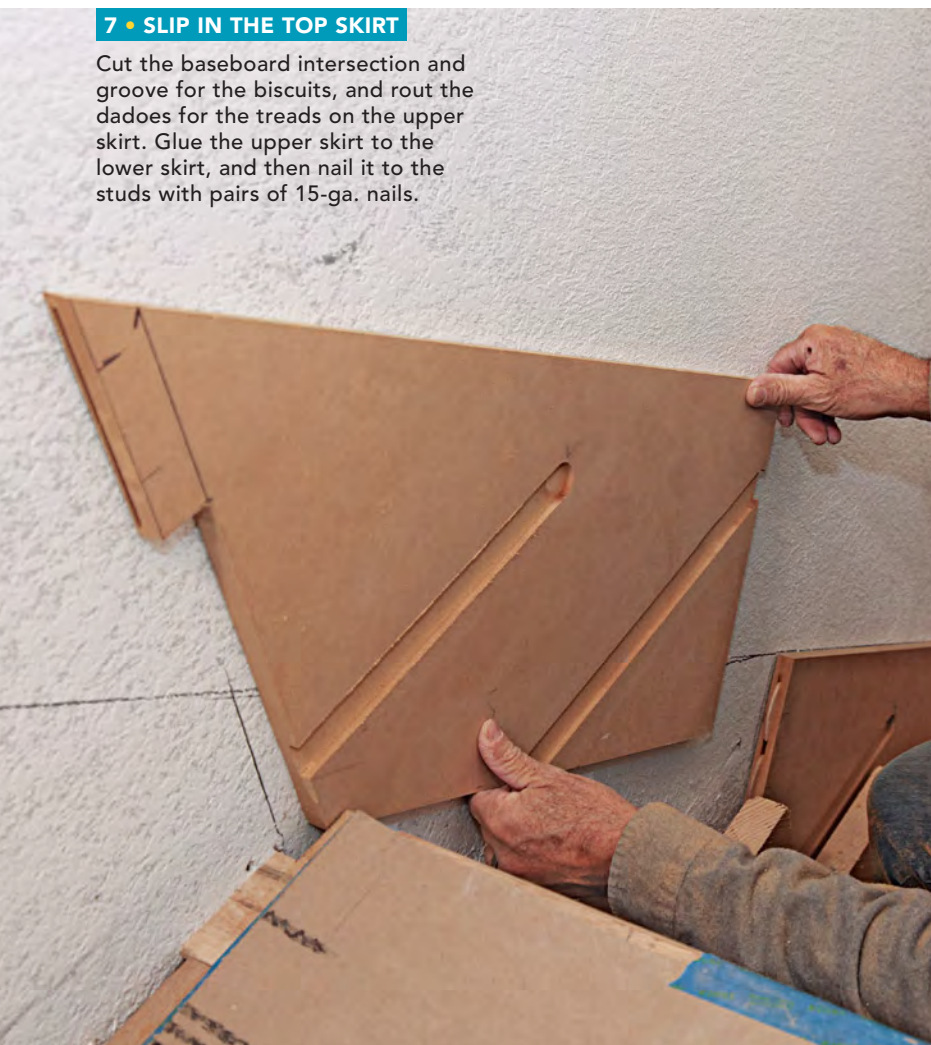 7 • SLIP IN THE TOP SKIRT
Cut the baseboard intersection and
groove for the biscuits, and rout the
dadoes for the treads on the upper
skirt. Glue the upper skirt to the
lower skirt, and then nail it to the
studs with pairs of 15-ga. nails.